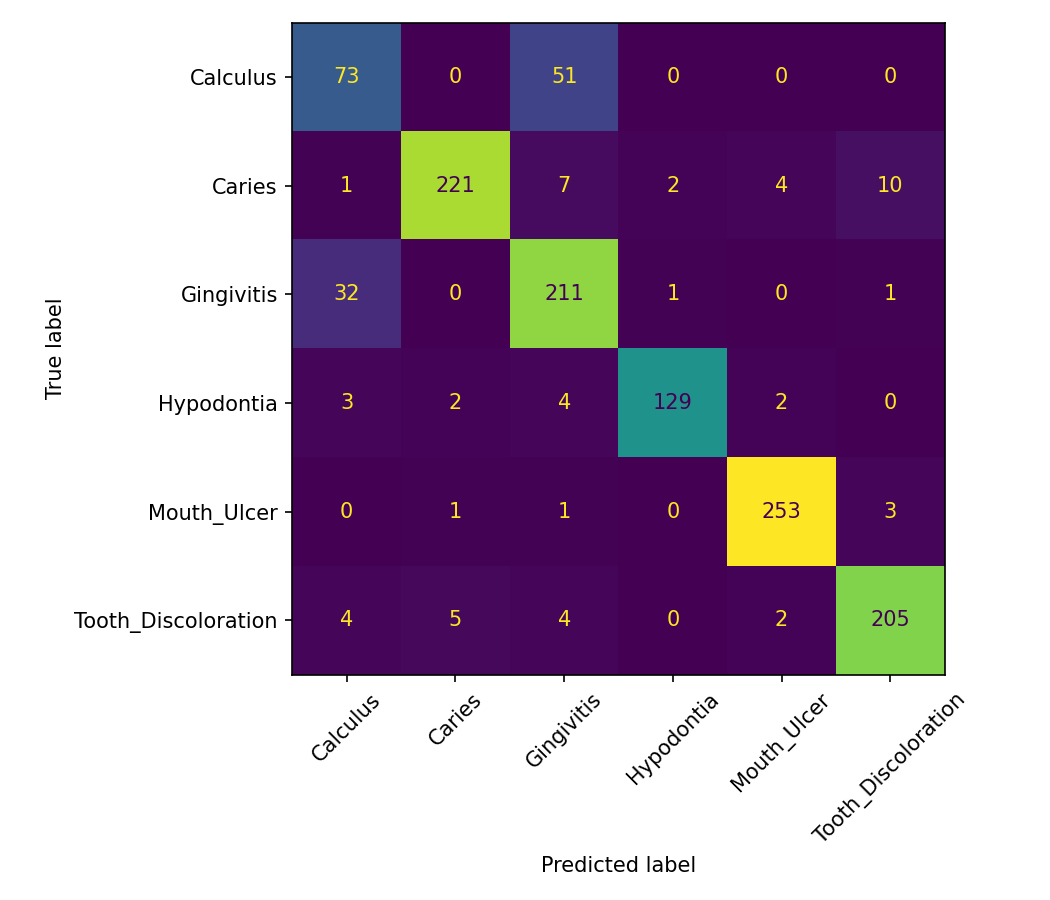 True label
Calculus 73 0 51 0 0 0
Caries 1 221 7 2 4 10
Gingivitis 32 0 211 1 0 1
Hypodontia 3 2 4 129 2 0
Mouth_Ulcer 0 1 1 0 253 3
Tooth_Discoloration 4 5 4 0 2 205
Calculus Caries Gingivitis Hypodontia Mouth_Ulcer Tooth_Discoloration
Predicted label